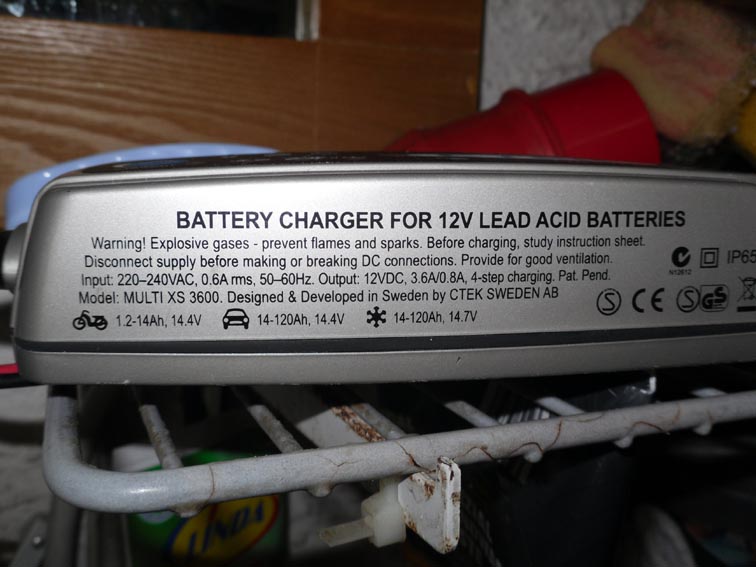 BATTERY CHARGER FOR 12V LEAD ACID BATTERIES
Warning! Explosive gases - prevent flames and sparks. Before charging, study instruction sheet.
Disconnect supply before making or breaking DC connections. Provide for good ventilation.
Input: 220–240VAC, 0.6A rms, 50–60Hz. Output: 12VDC, 3.6A/0.8A, 4-step charging. Pat. Pend.
Model: MULTI XS 3600. Designed & Developed in Sweden by CTEK SWEDEN AB
1.2-14Ah, 14.4V 14-120Ah, 14.4V 14-120Ah, 14.7V
N12612
IP65
S CE S GS
LINDA